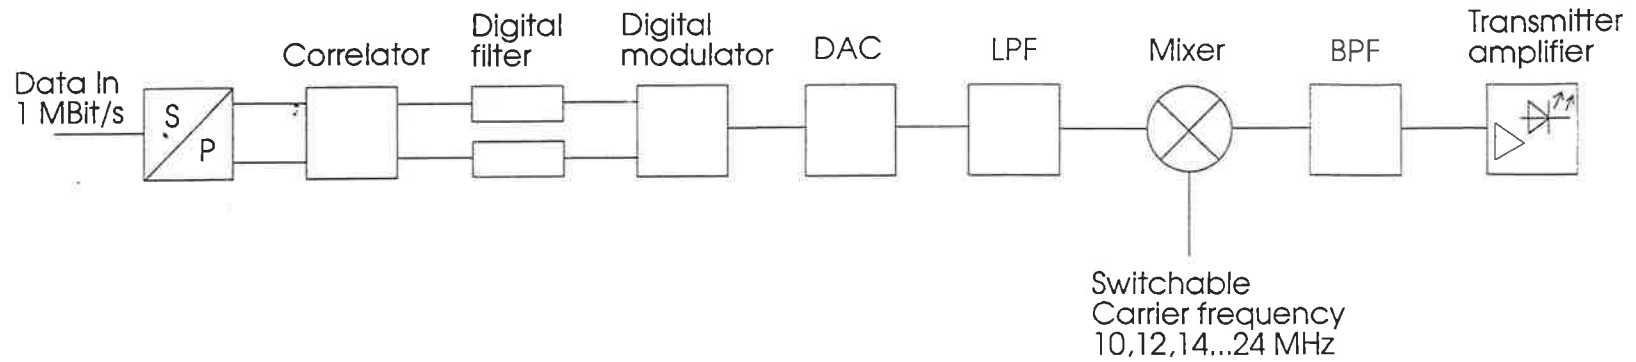 Data In
1 MBit/s
S
P
Correlator
Digital
filter
Digital
modulator
DAC
LPF
Mixer
BPF
Transmitter
amplifier
Switchable
Carrier frequency
10,12,14...24 MHz